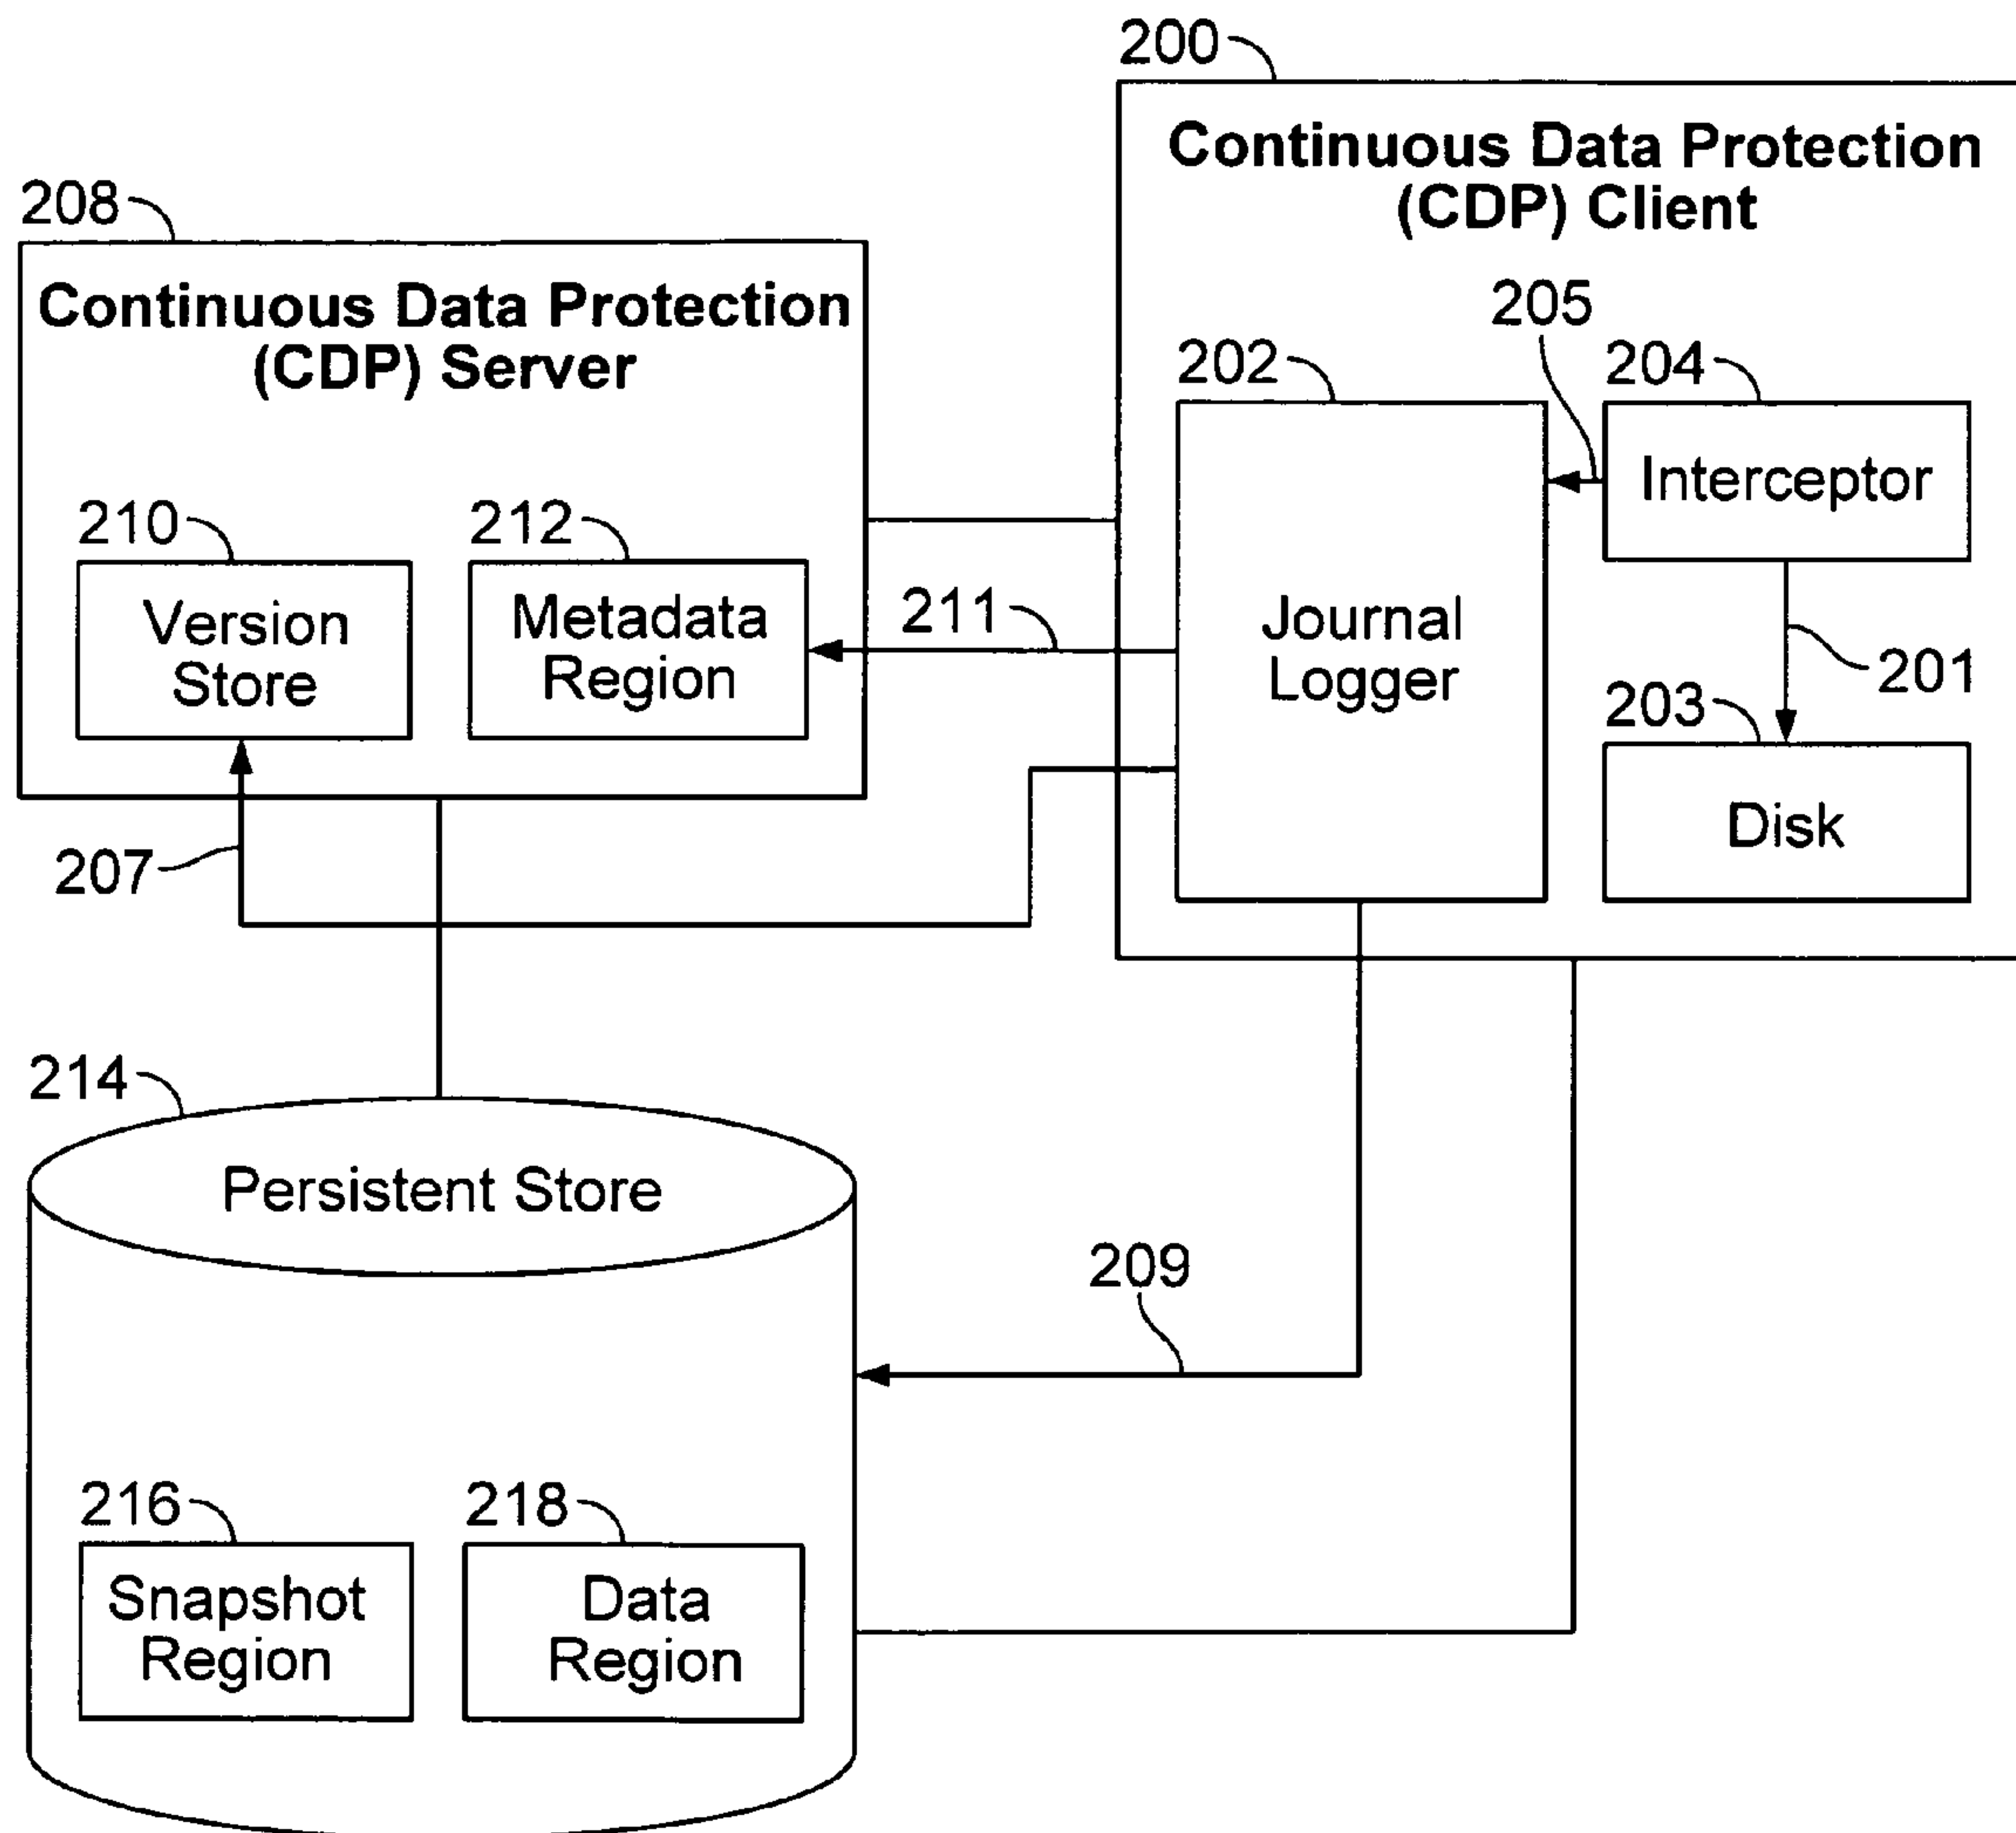 200
Continuous Data Protection
(CDP) Client
208
Continuous Data Protection
(CDP) Server
205
202
204
Interceptor
210
212
Version
Store
Metadata
Region
211
Journal
Logger
201
203
Disk
207
214
Persistent Store
209
216
218
Snapshot
Region
Data
Region